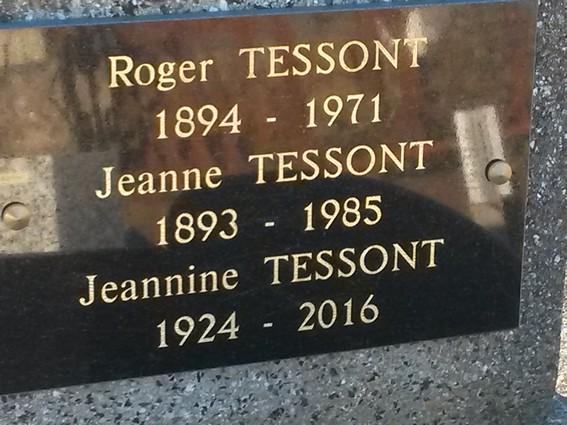 Roger TESSONT
1894 - 1971
Jeanne TESSONT
1893 - 1985
Jeannine TESSONT
1924 - 2016